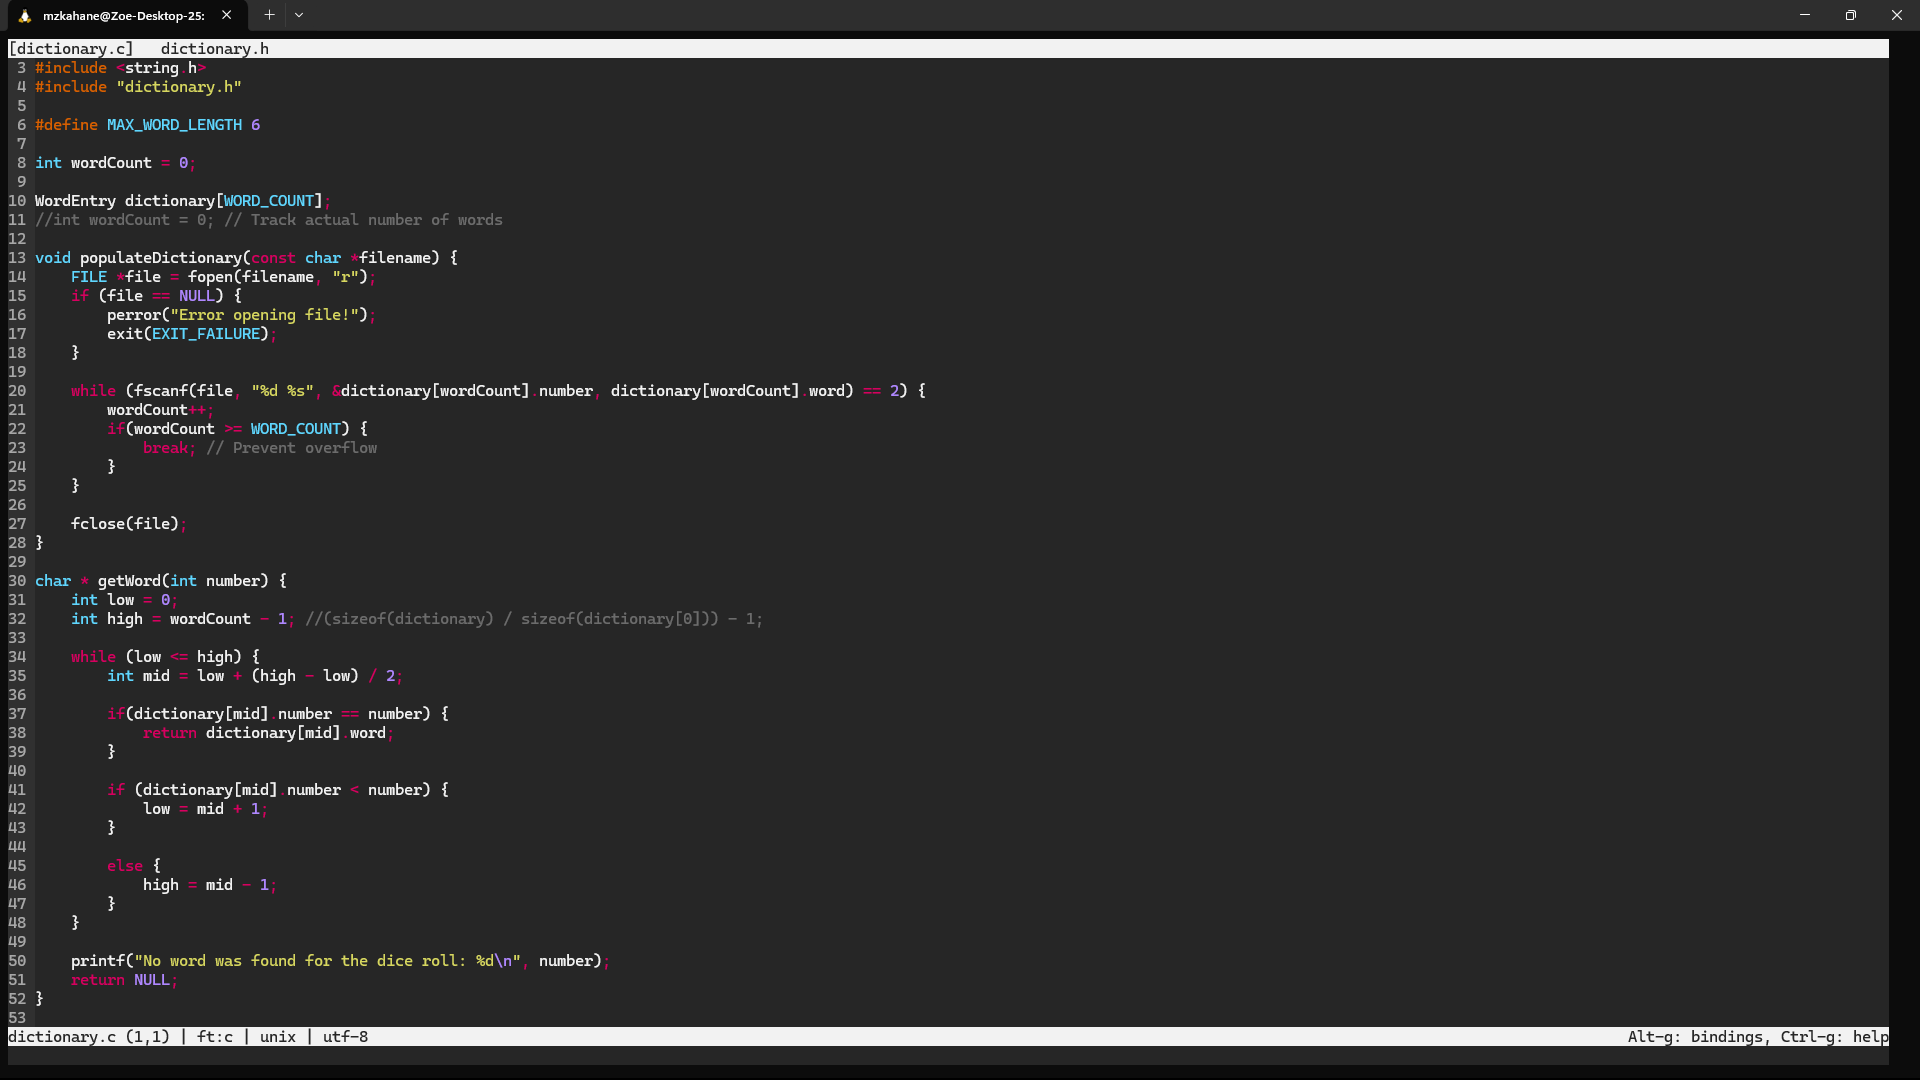 mzkahane@Zoe-Desktop-25:
[dictionary.c]   dictionary.h
3 #include <string.h>
4 #include "dictionary.h"
5
6 #define MAX_WORD_LENGTH 6
7
8 int wordCount = 0;
9
10 WordEntry dictionary[WORD_COUNT];
11 //int wordCount = 0; // Track actual number of words
12
13 void populateDictionary(const char *filename) {
14     FILE *file = fopen(filename, "r");
15     if (file == NULL) {
16         perror("Error opening file!");
17         exit(EXIT_FAILURE);
18     }
19
20     while (fscanf(file, "%d %s", &dictionary[wordCount].number, dictionary[wordCount].word) == 2) {
21         wordCount++;
22         if(wordCount >= WORD_COUNT) {
23             break; // Prevent overflow
24         }
25     }
26
27     fclose(file);
28 }
29
30 char * getWord(int number) {
31     int low = 0;
32     int high = wordCount - 1; //(sizeof(dictionary) / sizeof(dictionary[0])) - 1;
33
34     while (low <= high) {
35         int mid = low + (high - low) / 2;
36
37         if(dictionary[mid].number == number) {
38             return dictionary[mid].word;
39         }
40
41         if (dictionary[mid].number < number) {
42             low = mid + 1;
43         }
44
45         else {
46             high = mid - 1;
47         }
48     }
49
50     printf("No word was found for the dice roll: %d\n", number);
51     return NULL;
52 }
53
dictionary.c (1,1) | ft:c | unix | utf-8    Alt-g: bindings, Ctrl-g: help